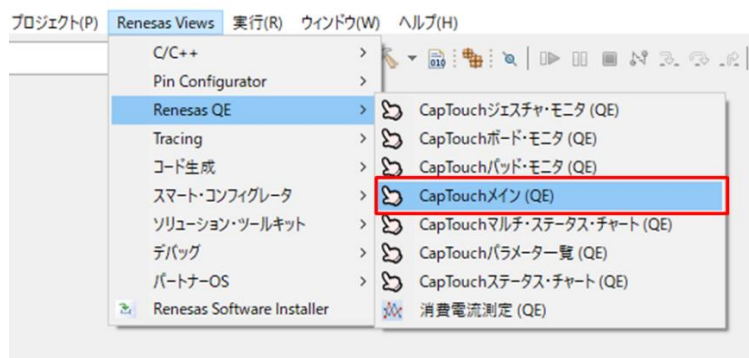 プロジェクト(P) Renesas Views 実行(R) ウィンドウ(W) ヘルプ(H)
C/C++
Pin Configurator
Renesas QE
Tracing
コード生成
スマート・コンフィグレータ
ソリューション・ツールキット
デバッグ
パートナーOS
Renesas Software Installer
CapTouchジェスチャ・モニタ (QE)
CapTouchボード・モニタ (QE)
CapTouchパッド・モニタ (QE)
CapTouchメイン (QE)
CapTouchマルチ・ステータス・チャート (QE)
CapTouchパラメーター覧 (QE)
CapTouchステータス・チャート (QE)
消費電流測定 (QE)
010